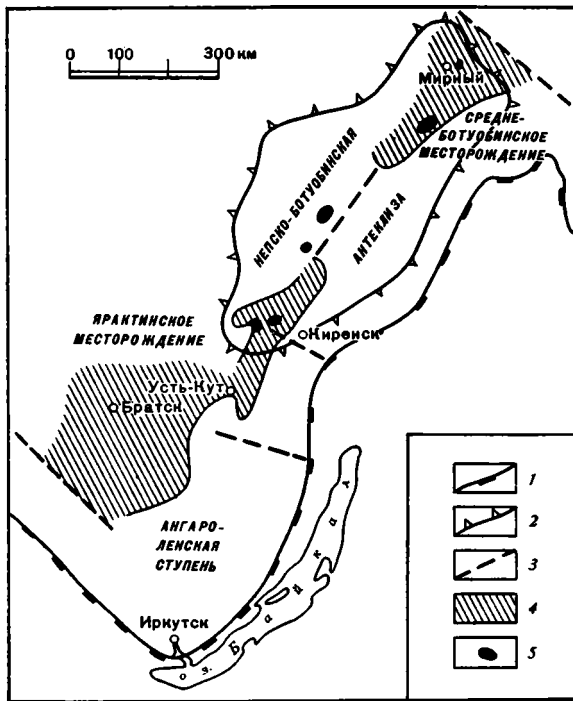 0 100 300 км
Мирный
СРЕДНЕ-
БОТУОБИНСКОЕ
МЕСТОРОЖДЕНИЕ
НЕПСКО-БОТУОБИНСКАЯ
АНТЕКЛИЗА
ЯРАКТИНСКОЕ
МЕСТОРОЖДЕНИЕ
Киренск
Усть-Кут
Братск
АНГАРО-
ЛЕНСКАЯ
СТУПЕНЬ
Иркутск
оз. Байкал
1
2
3
4
5